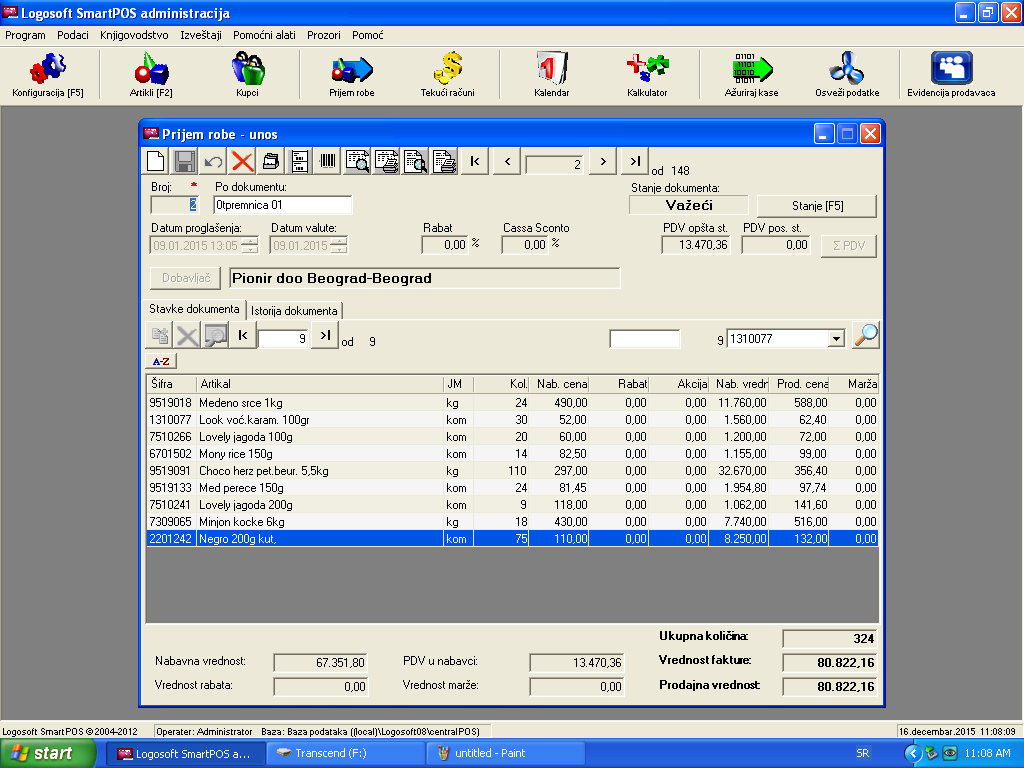 Logosoft SmartPOS administracija
Program Podaci Knjigovodstvo Izveštaji Pomoćni alati Prozori Pomoć
Konfiguracija [F5] Artikli [F2] Kupci Prijem robe Tekući računi Kalendar Kalkulator Ažuriraj kase Osveži podatke Evidencija prodavaca
Prijem robe - unos
2 od 148
Broj: * Po dokumentu: Stanje dokumenta:
2 Otpremnica 01 Važeći Stanje [F5]
Datum proglašenja: Datum valute: Rabat Cassa Sconto PDV opšta st. PDV pos. st.
09.01.2015 13:05 09.01.2015 0,00 % 0,00 % 13.470,36 0,00 Σ PDV
Dobavljač Pionir doo Beograd-Beograd
Stavke dokumenta Istorija dokumenta
9 od 9 9 1310077
A-Z
Šifra Artikal JM Kol. Nab. cena Rabat Akcija Nab. vredn Prod. cena Marža
9519018 Medeno srce 1kg kg 24 490,00 0,00 0,00 11.760,00 588,00 0,00
1310077 Look voć.karam. 100gr kom 30 52,00 0,00 0,00 1.560,00 62,40 0,00
7510266 Lovely jagoda 100g kom 20 60,00 0,00 0,00 1.200,00 72,00 0,00
6701502 Mony rice 150g kom 14 82,50 0,00 0,00 1.155,00 99,00 0,00
9519091 Choco herz pet.beur. 5,5kg kg 110 297,00 0,00 0,00 32.670,00 356,40 0,00
9519133 Med perece 150g kom 24 81,45 0,00 0,00 1.954,80 97,74 0,00
7510241 Lovely jagoda 200g kom 9 118,00 0,00 0,00 1.062,00 141,60 0,00
7309065 Minjon kocke 6kg kg 18 430,00 0,00 0,00 7.740,00 516,00 0,00
2201242 Negro 200g kut, kom 75 110,00 0,00 0,00 8.250,00 132,00 0,00
Ukupna količina: 324
Nabavna vrednost: 67.351,80 PDV u nabavci: 13.470,36 Vrednost fakture: 80.822,16
Vrednost rabata: 0,00 Vrednost marže: 0,00 Prodajna vrednost: 80.822,16
Logosoft SmartPOS ©2004-2012 Operater: Administrator Baza: Baza podataka ((local)\Logosoft08\centralPOS) 16.decembar.2015 11:08:09
start Logosoft SmartPOS a... Transcend (F:) untitled - Paint SR 11:08 AM